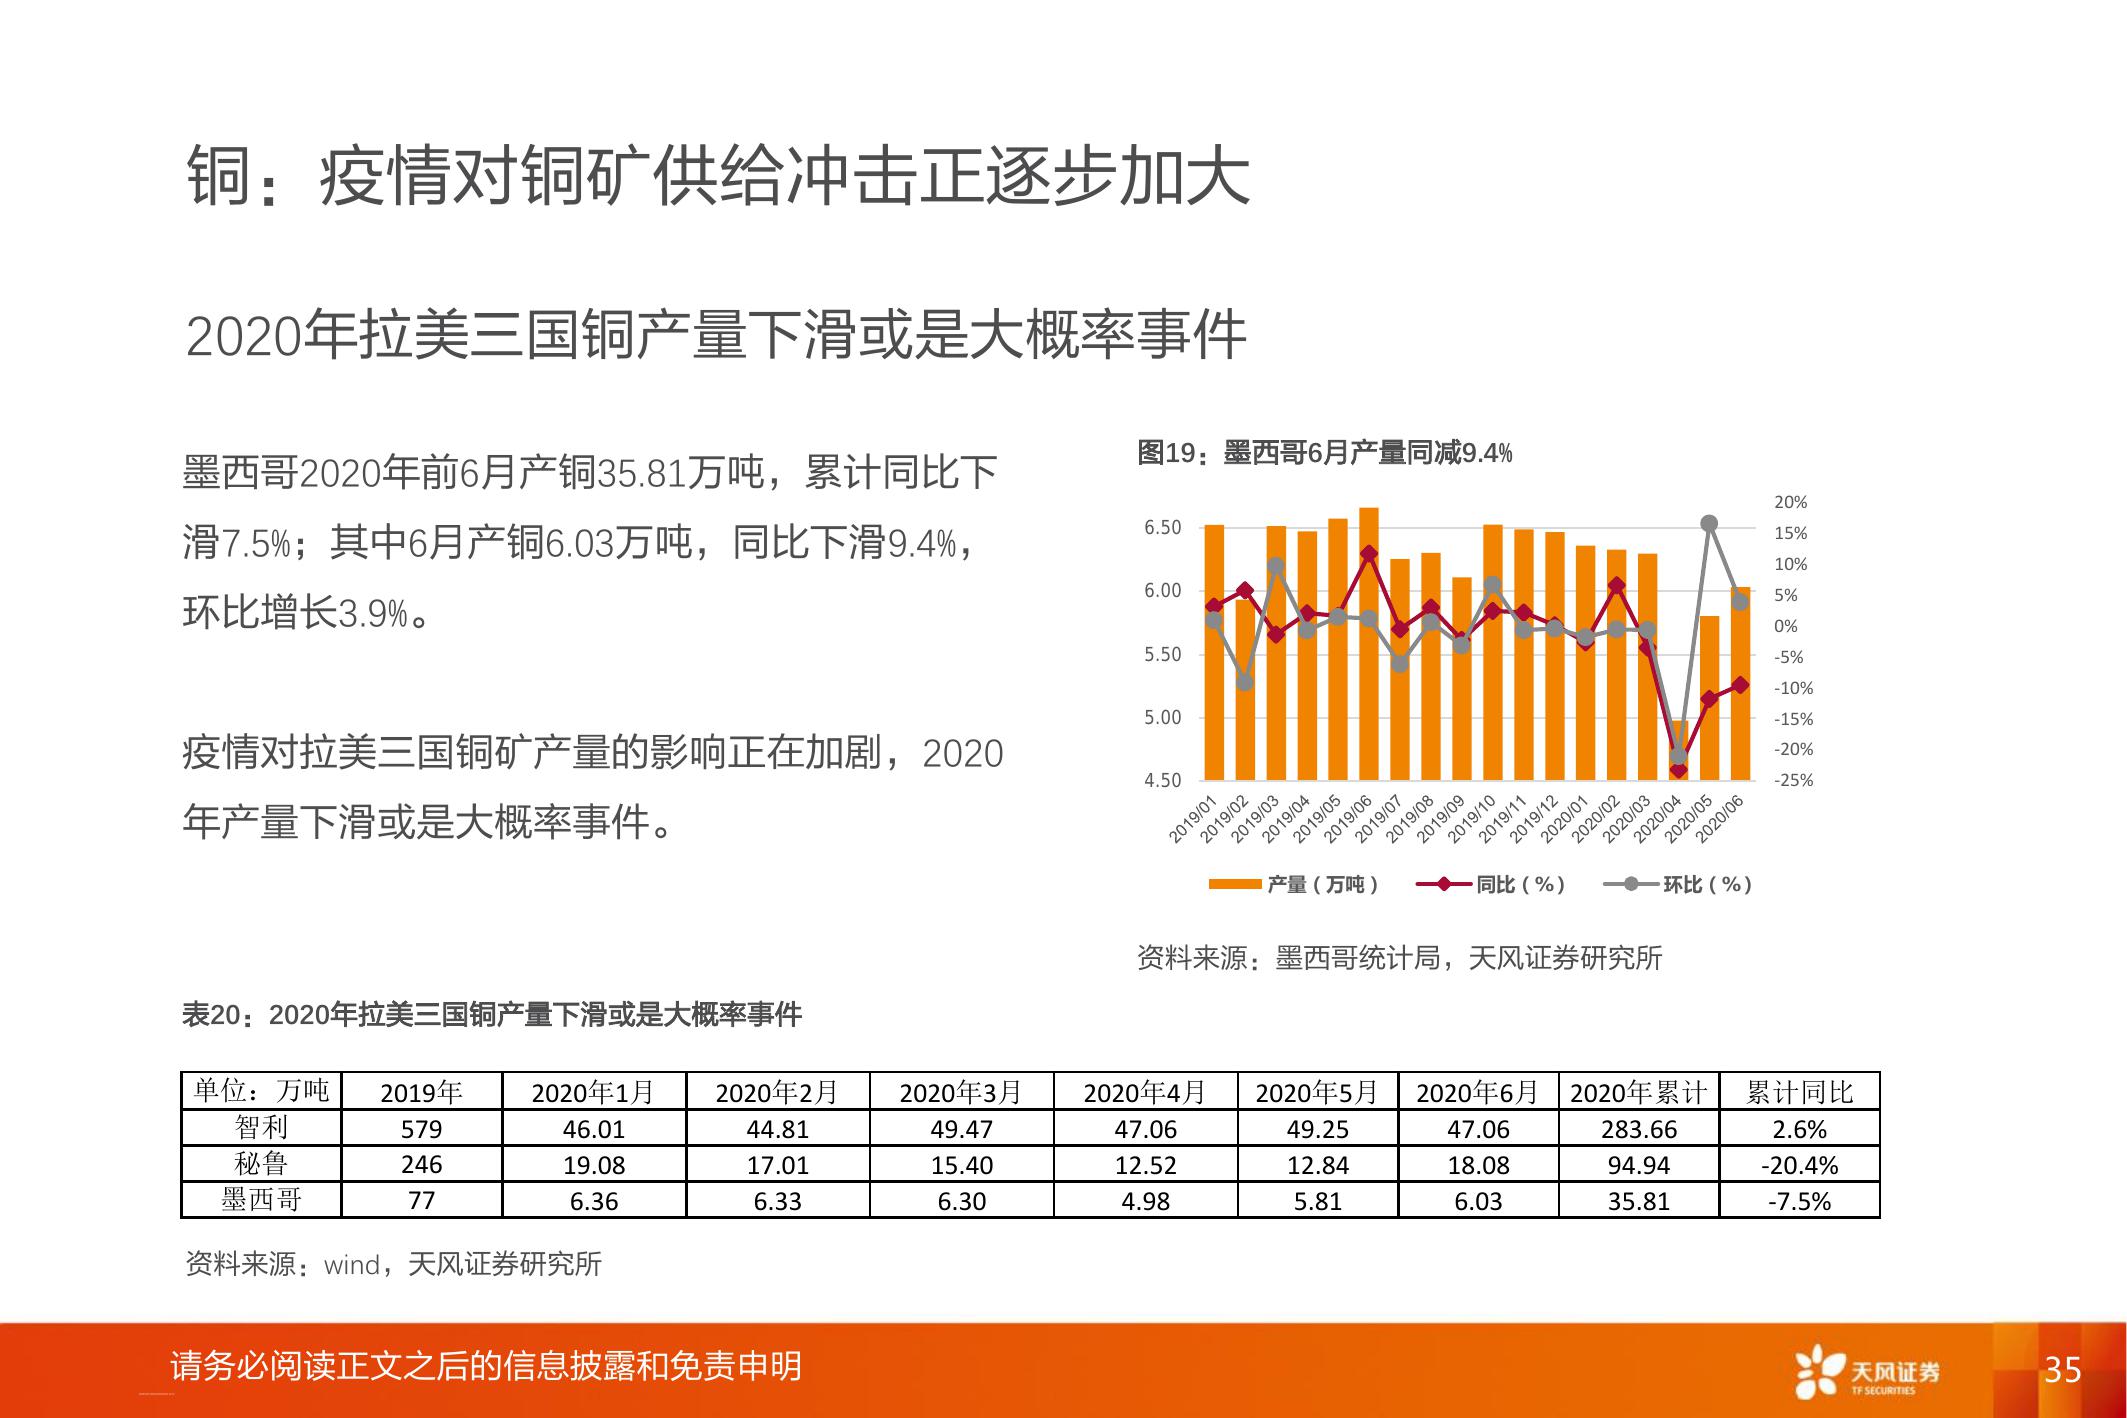 铜：疫情对铜矿供给冲击正逐步加大
2020年拉美三国铜产量下滑或是大概率事件
墨西哥2020年前6月产铜35.81万吨，累计同比下
滑7.5%；其中6月产铜6.03万吨，同比下滑9.4%，
环比增长3.9%。
疫情对拉美三国铜矿产量的影响正在加剧，2020
年产量下滑或是大概率事件。
图19：墨西哥6月产量同减9.4%
6.50
6.00
5.50
5.00
4.50
20%
15%
10%
5%
0%
-5%
-10%
-15%
-20%
-25%
2019/01 2019/02 2019/03 2019/04 2019/05 2019/06 2019/07 2019/08 2019/09 2019/10 2019/11 2019/12 2020/01 2020/02 2020/03 2020/04 2020/05 2020/06
产量（万吨） 同比（%） 环比（%）
资料来源：墨西哥统计局，天风证券研究所
表20：2020年拉美三国铜产量下滑或是大概率事件
单位：万吨 2019年 2020年1月 2020年2月 2020年3月 2020年4月 2020年5月 2020年6月 2020年累计 累计同比
智利 579 46.01 44.81 49.47 47.06 49.25 47.06 283.66 2.6%
秘鲁 246 19.08 17.01 15.40 12.52 12.84 18.08 94.94 -20.4%
墨西哥 77 6.36 6.33 6.30 4.98 5.81 6.03 35.81 -7.5%
资料来源：wind，天风证券研究所
请务必阅读正文之后的信息披露和免责申明
天风证券
TF SECURITIES
35